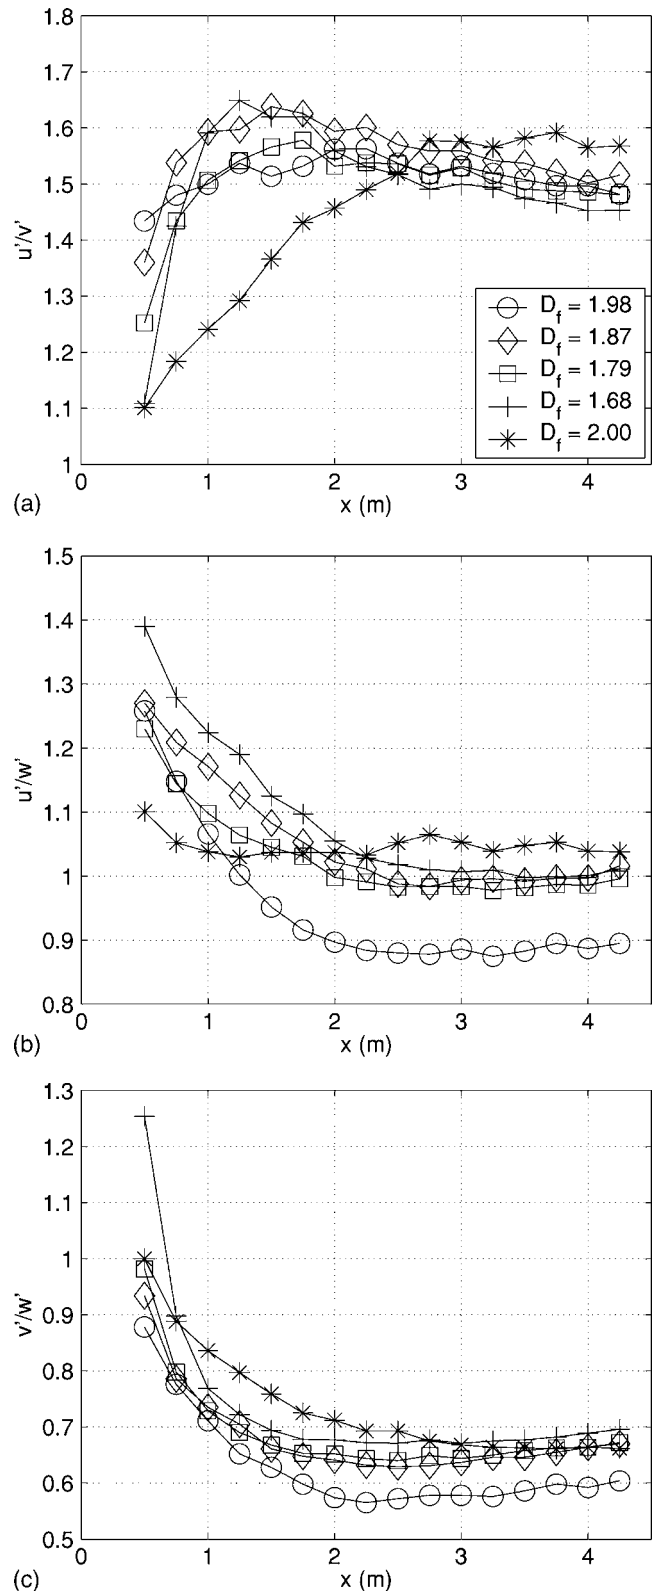 1.8
1.7
1.6
1.5
1.4
1.3
1.2
1.1
1
u'/v'
D_f = 1.98
D_f = 1.87
D_f = 1.79
D_f = 1.68
D_f = 2.00
0 1 2 3 4
x (m)
(a)
1.5
1.4
1.3
1.2
1.1
1
0.9
0.8
u'/w'
0 1 2 3 4
x (m)
(b)
1.3
1.2
1.1
1
0.9
0.8
0.7
0.6
0.5
v'/w'
0 1 2 3 4
x (m)
(c)